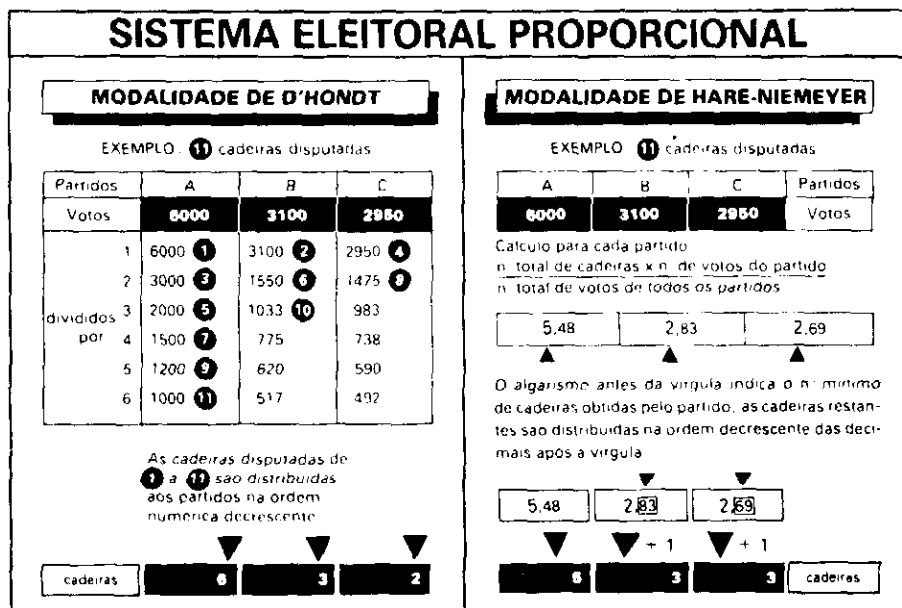 SISTEMA ELEITORAL PROPORCIONAL
MODALIDADE DE D'HONDT
EXEMPLO. 11 cadeiras disputadas
Partidos A B C
Votos 6000 3100 2950
divididos por
1 6000 1 3100 2 2950 4
2 3000 3 1550 6 1475 8
3 2000 5 1033 10 983
4 1500 7 775 738
5 1200 9 620 590
6 1000 11 517 492
As cadeiras disputadas de
1 a 11 são distribuidas
aos partidos na ordem
numerica decrescente
cadeiras 6 3 2
MODALIDADE DE HARE-NIEMEYER
EXEMPLO 11 cadeiras disputadas
A B C Partidos
6000 3100 2950 Votos
Calculo para cada partido
n. total de cadeiras x n. de votos do partido
n. total de votos de todos os partidos
5,48 2,83 2,69
O algarismo antes da virgula indica o n. minimo
de cadeiras obtidas pelo partido, as cadeiras restan-
tes são distribuidas na ordem decrescente das deci-
mais após a virgula
5,48 2,83 2,69
+ 1 + 1
5 3 3 cadeiras